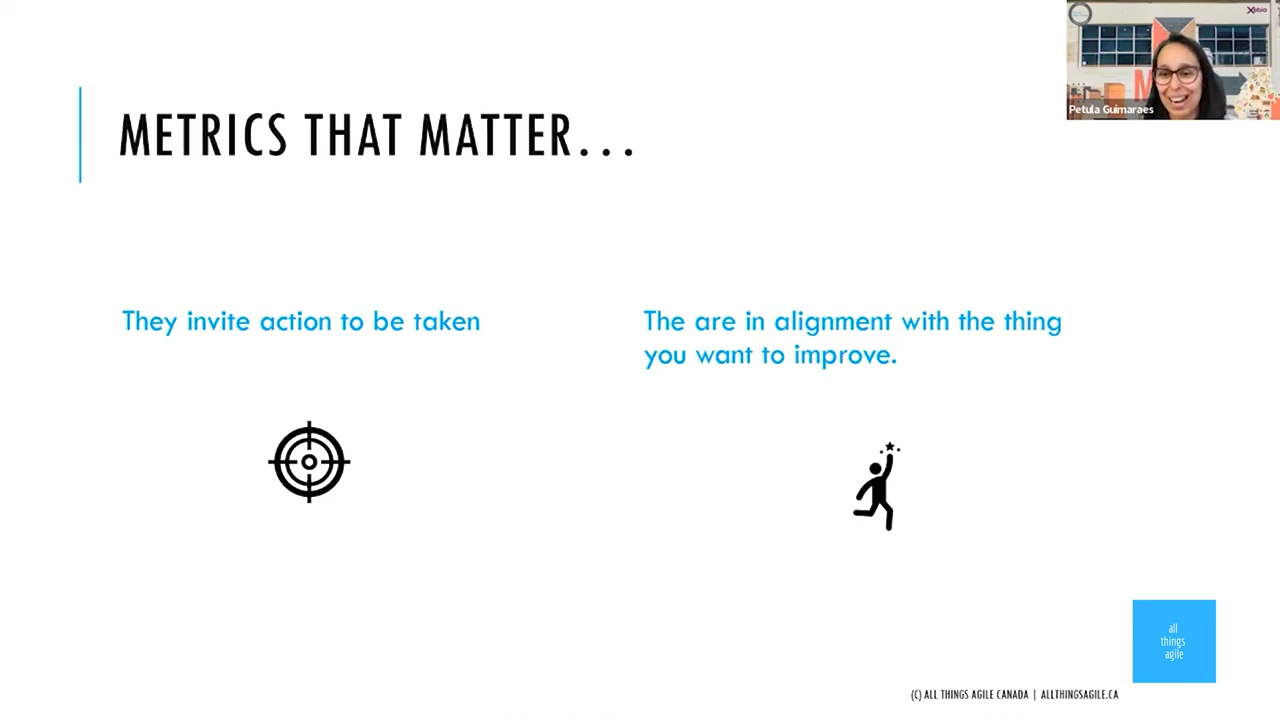 Xebia
Petula Guimaraes
METRICS THAT MATTER...
They invite action to be taken
The are in alignment with the thing
you want to improve.
all
things
agile
(C) ALL THINGS AGILE CANADA | ALLTHINGSAGILE.CA